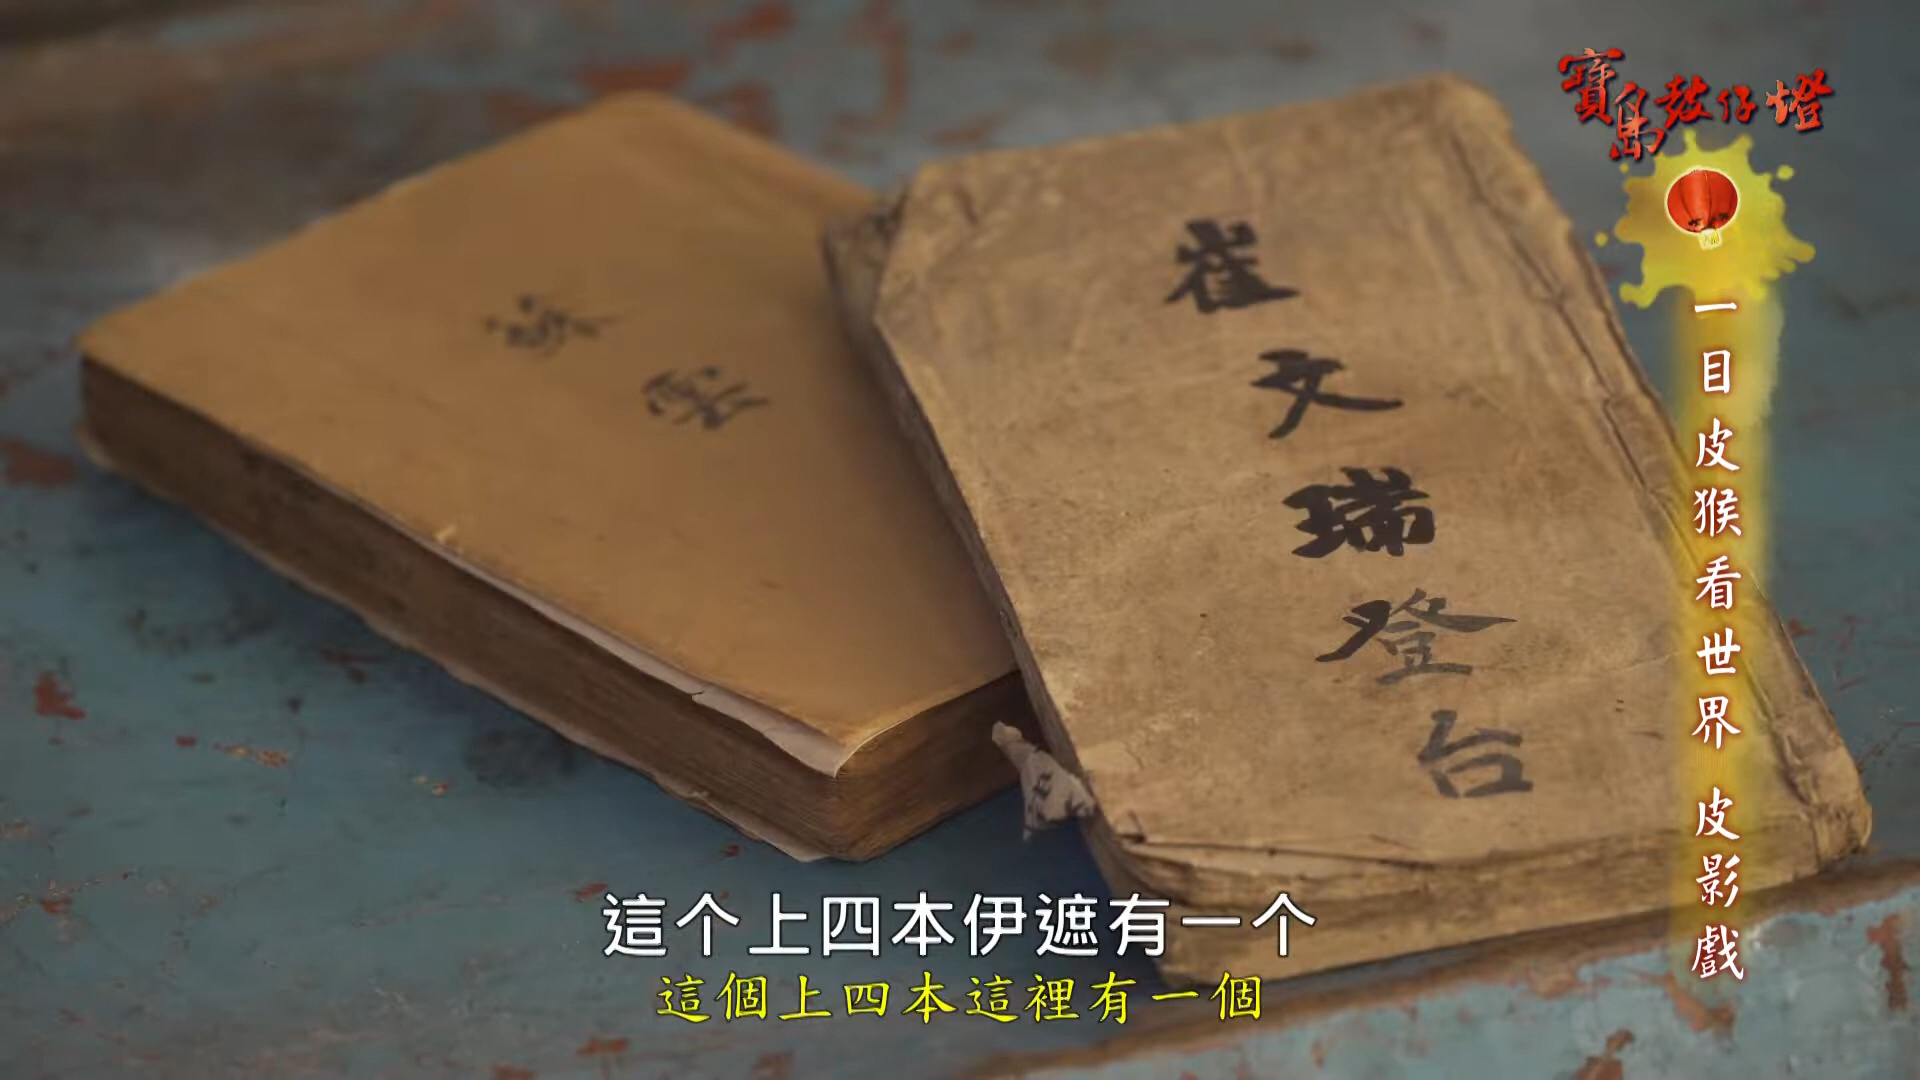 寶島鼓仔燈
一目皮猴看世界 皮影戲
崔文瑞登台
這个上四本伊遮有一个
這個上四本這裡有一個